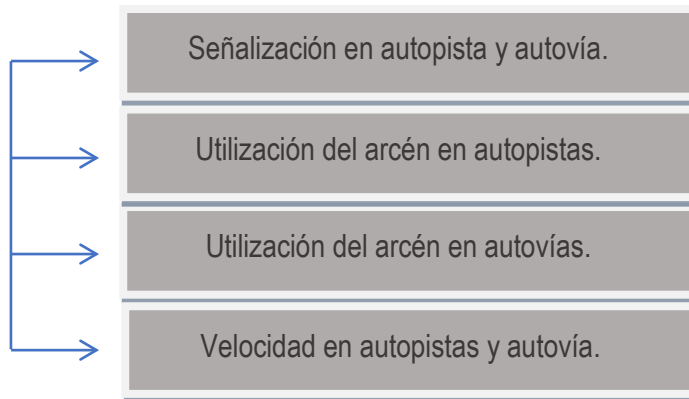 Señalización en autopista y autovía.
Utilización del arcén en autopistas.
Utilización del arcén en autovías.
Velocidad en autopistas y autovía.